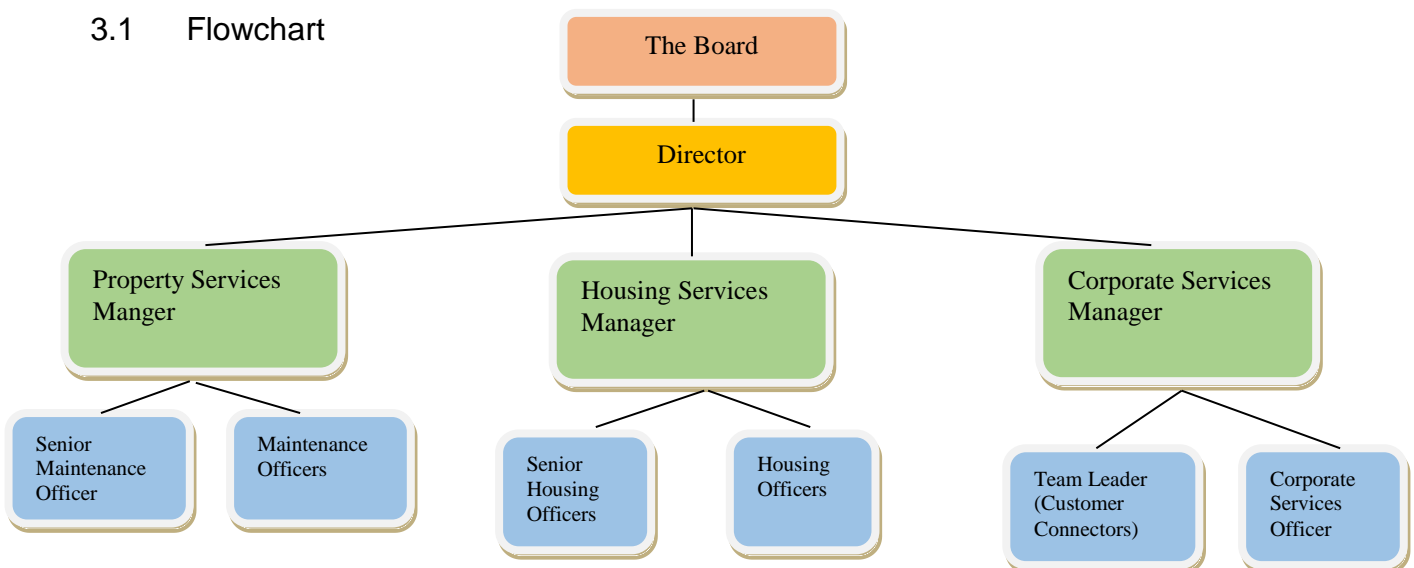 3.1 Flowchart
The Board
Director
Property Services
Manger
Housing Services
Manager
Corporate Services
Manager
Senior
Maintenance
Officer
Maintenance
Officers
Senior
Housing
Officers
Housing
Officers
Team Leader
(Customer
Connectors)
Corporate
Services
Officer